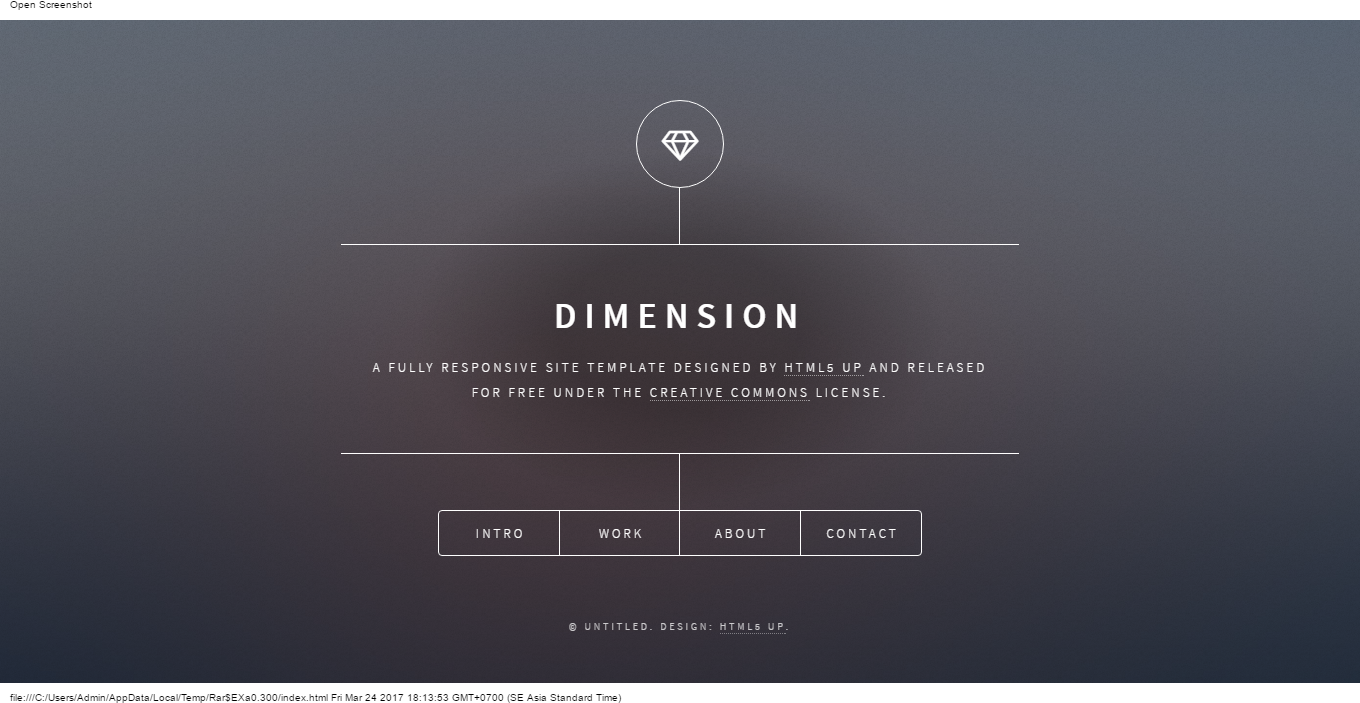 Open Screenshot
DIMENSION
A FULLY RESPONSIVE SITE TEMPLATE DESIGNED BY HTML5 UP AND RELEASED
FOR FREE UNDER THE CREATIVE COMMONS LICENSE.
INTRO WORK ABOUT CONTACT
© UNTITLED. DESIGN: HTML5 UP.
file:///C:/Users/Admin/AppData/Local/Temp/Rar$EXa0.300/index.html Fri Mar 24 2017 18:13:53 GMT+0700 (SE Asia Standard Time)